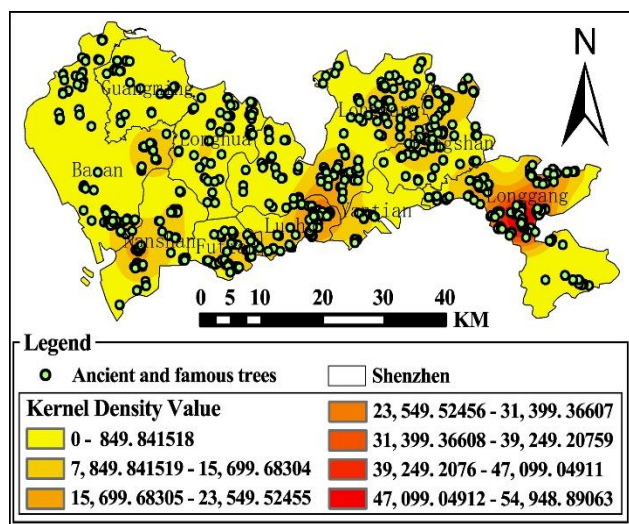 N
Guangming
Longhua
Longgang
Pingshan
Baoan
Longgang
Yantian
Luohu
Nanshan
Futian
0 5 10 20 30 40
KM
Legend
Ancient and famous trees
Shenzhen
Kernel Density Value
0 - 849. 841518
7, 849. 841519 - 15, 699. 68304
15, 699. 68305 - 23, 549. 52455
23, 549. 52456 - 31, 399. 36607
31, 399. 36608 - 39, 249. 20759
39, 249. 2076 - 47, 099. 04911
47, 099. 04912 - 54, 948. 89063